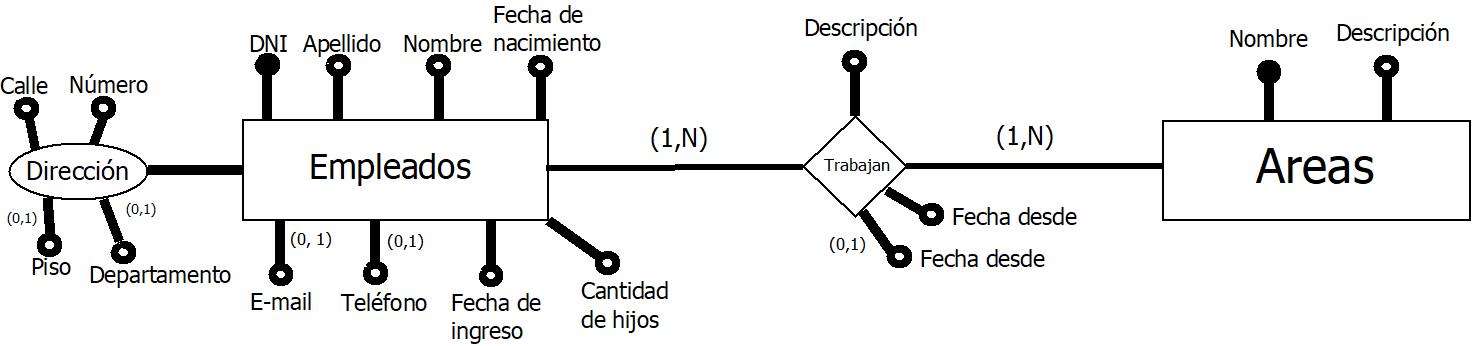 DNI
Apellido
Nombre
Fecha de
nacimiento
Calle
Número
Dirección
(0,1)
(0,1)
Piso
Departamento
Empleados
(0, 1)
(0,1)
E-mail
Teléfono
Fecha de
ingreso
Cantidad
de hijos
(1,N)
Descripción
Trabajan
(0,1)
Fecha desde
Fecha desde
(1,N)
Nombre
Descripción
Areas